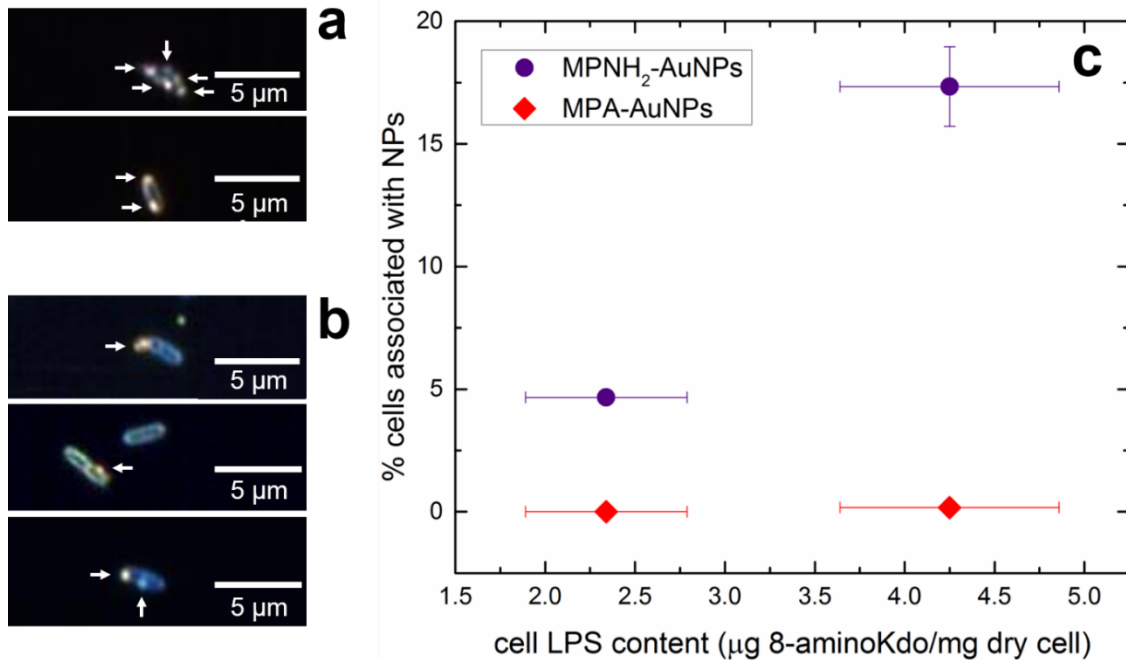 a
5 μm
5 μm
b
5 μm
5 μm
5 μm
c
MPNH₂-AuNPs
MPA-AuNPs
% cells associated with NPs
20
15
10
5
0
1.5 2.0 2.5 3.0 3.5 4.0 4.5 5.0
cell LPS content (μg 8-aminoKdo/mg dry cell)